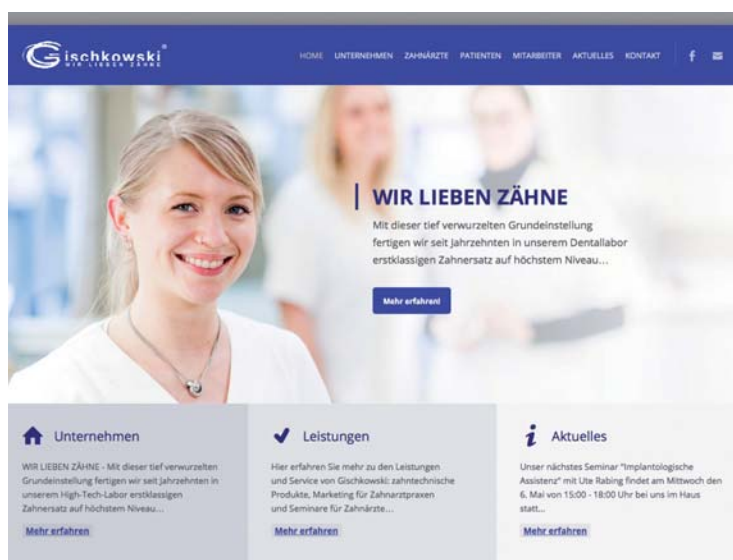 Gischkowski®
WIR LIEBEN ZÄHNE
HOME UNTERNEHMEN ZAHNÄRZTE PATIENTEN MITARBEITER AKTUELLES KONTAKT
WIR LIEBEN ZÄHNE
Mit dieser tief verwurzelten Grundeinstellung
fertigen wir seit Jahrzehnten in unserem Dentallabor
erstklassigen Zahnersatz auf höchstem Niveau...
Mehr erfahren!
Unternehmen
WIR LIEBEN ZÄHNE - Mit dieser tief verwurzelten
Grundeinstellung fertigen wir seit Jahrzehnten in
unserem High-Tech-Labor erstklassigen
Zahnersatz auf höchstem Niveau...
Mehr erfahren
Leistungen
Hier erfahren Sie mehr zu den Leistungen
und Service von Gischkowski: zahntechnische
Produkte, Marketing für Zahnarztpraxen
und Seminare für Zahnärzte...
Mehr erfahren
Aktuelles
Unser nächstes Seminar "Implantologische
Assistenz" mit Ute Rabing findet am Mittwoch den
6. Mai von 15:00 - 18:00 Uhr bei uns im Haus
statt...
Mehr erfahren